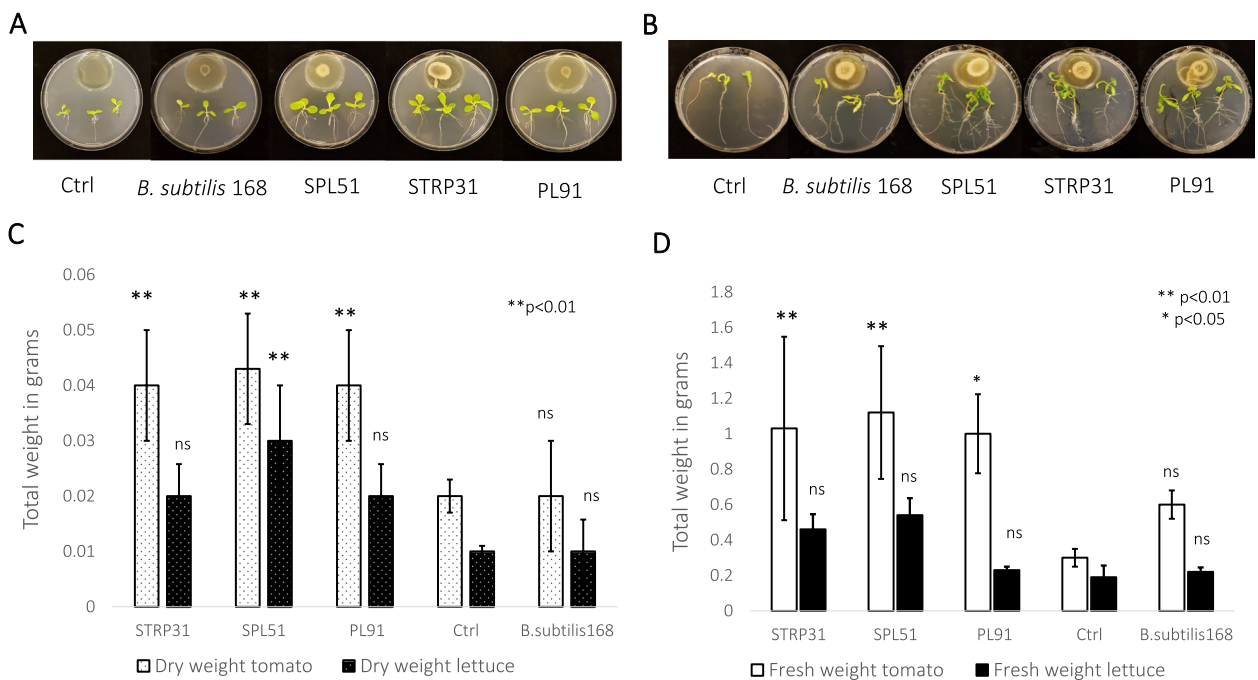 A
Ctrl
B. subtilis 168
SPL51
STRP31
PL91
B
Ctrl
B. subtilis 168
SPL51
STRP31
PL91
C
Total weight in grams
0.06
0.05
0.04
0.03
0.02
0.01
0
**
ns
**
**
**
ns
ns
ns
**p<0.01
STRP31
SPL51
PL91
Ctrl
B.subtilis168
Dry weight tomato
Dry weight lettuce
D
Total weight in grams
1.8
1.6
1.4
1.2
1
0.8
0.6
0.4
0.2
0
**
ns
**
ns
*
ns
ns
ns
** p<0.01
* p<0.05
STRP31
SPL51
PL91
Ctrl
B.subtilis168
Fresh weight tomato
Fresh weight lettuce